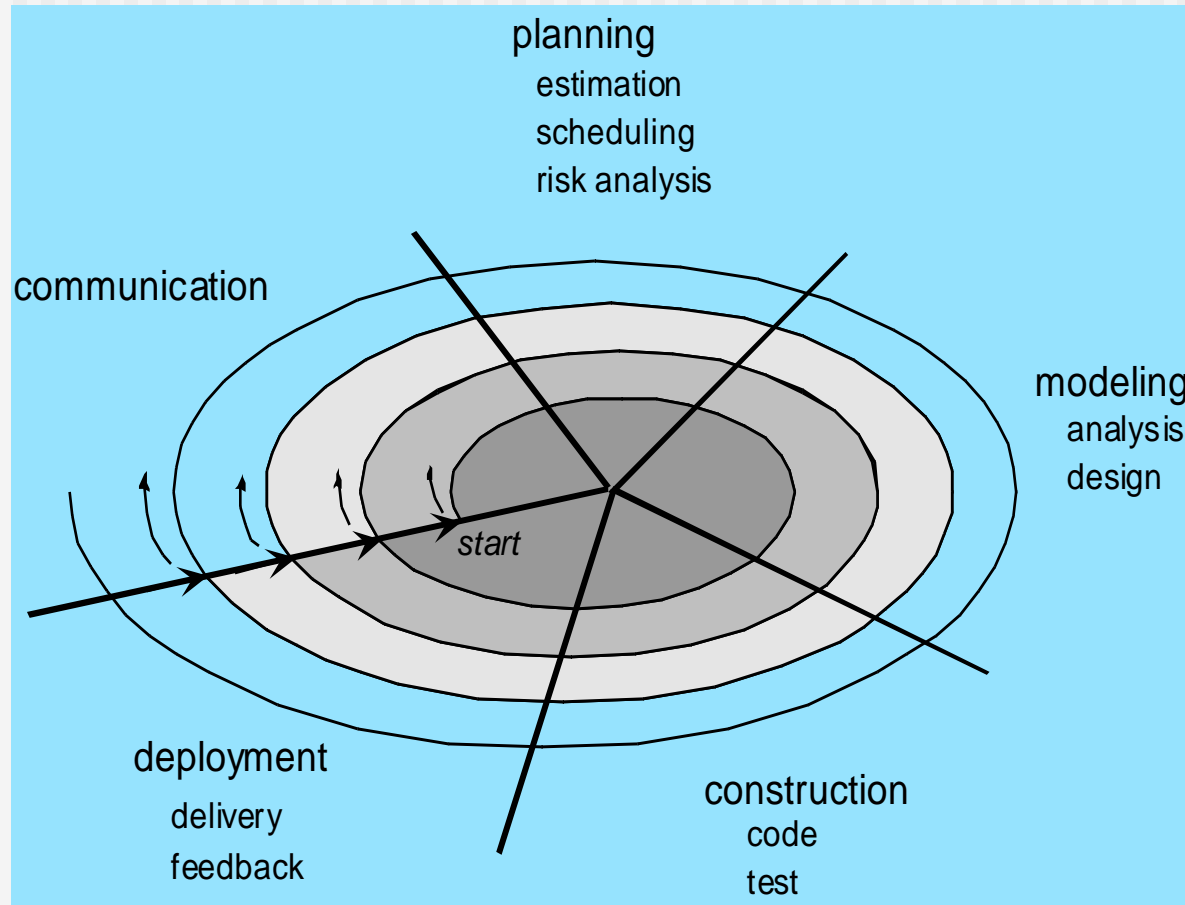 planning
estimation
scheduling
risk analysis
communication
modeling
analysis
design
start
deployment
delivery
feedback
construction
code
test